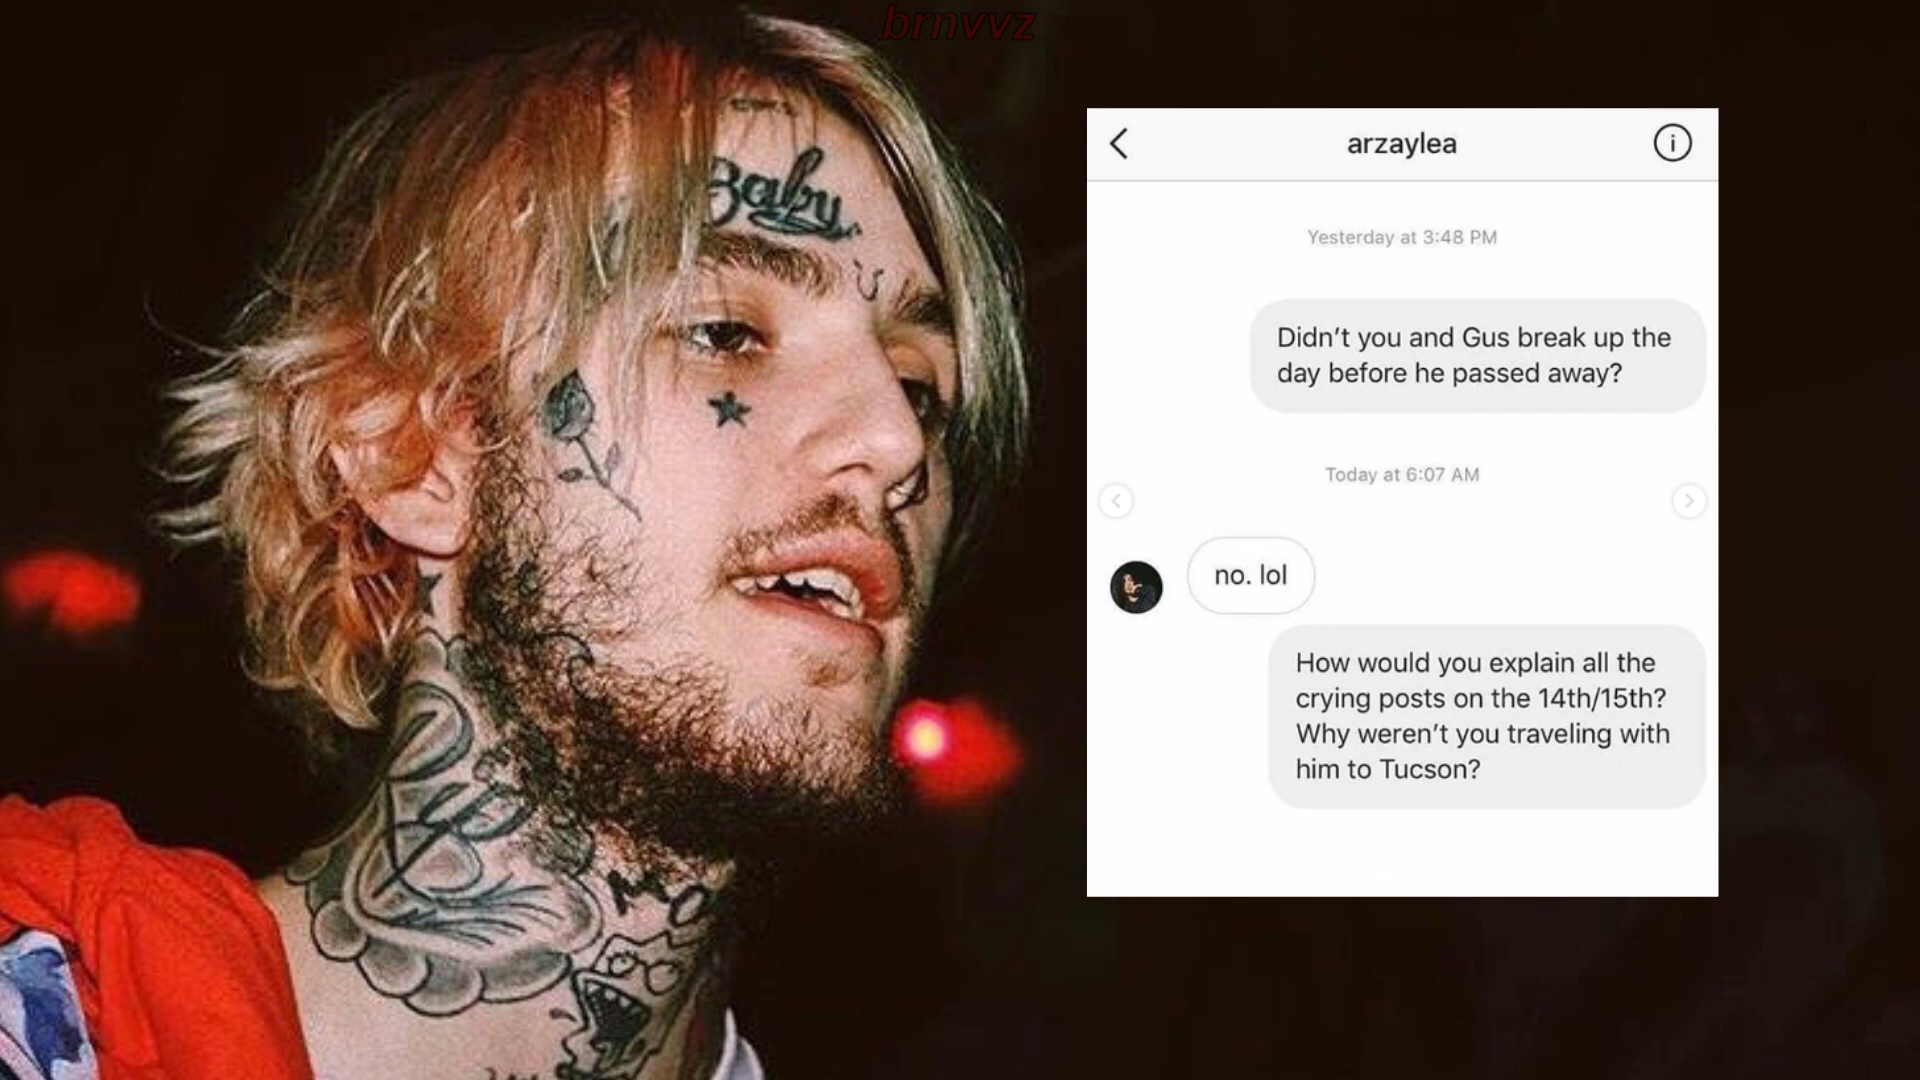 brnvvz
Baby
arzaylea
Yesterday at 3:48 PM
Didn’t you and Gus break up the
day before he passed away?
Today at 6:07 AM
no. lol
How would you explain all the
crying posts on the 14th/15th?
Why weren’t you traveling with
him to Tucson?